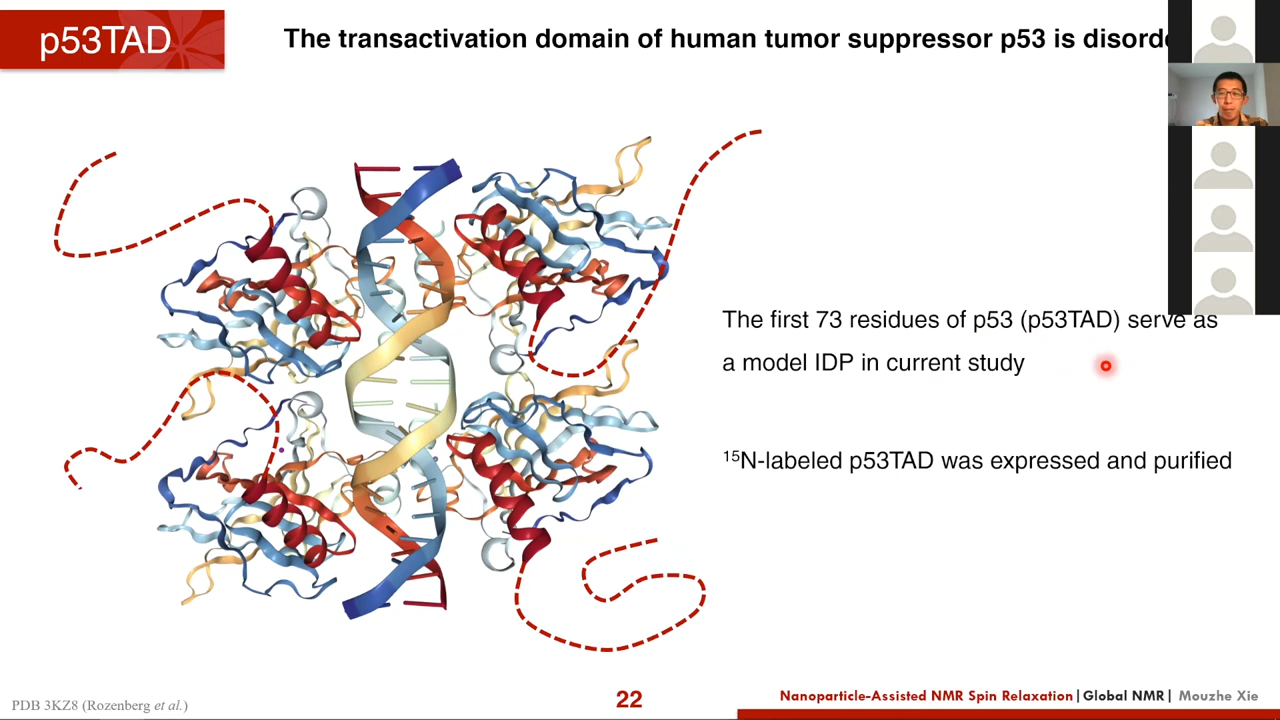 p53TAD
The transactivation domain of human tumor suppressor p53 is
The first 73 residues of p53 (p53TAD) serve as
a model IDP in current study
¹⁵N-labeled p53TAD was expressed and purified
PDB 3KZ8 (Rozenberg et al.)
22
Nanoparticle-Assisted NMR Spin Relaxation | Global NMR | Mouzhe Xie